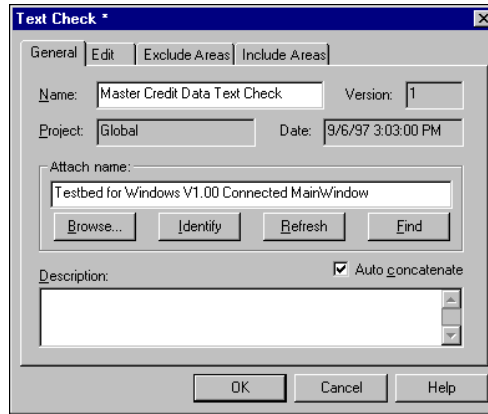 Text Check *
General Edit Exclude Areas Include Areas
Name: Master Credit Data Text Check Version: 1
Project: Global Date: 9/6/97 3:03:00 PM
Attach name:
Testbed for Windows V1.00 Connected MainWindow
Browse... Identify Refresh Find
Description: Auto concatenate
OK Cancel Help